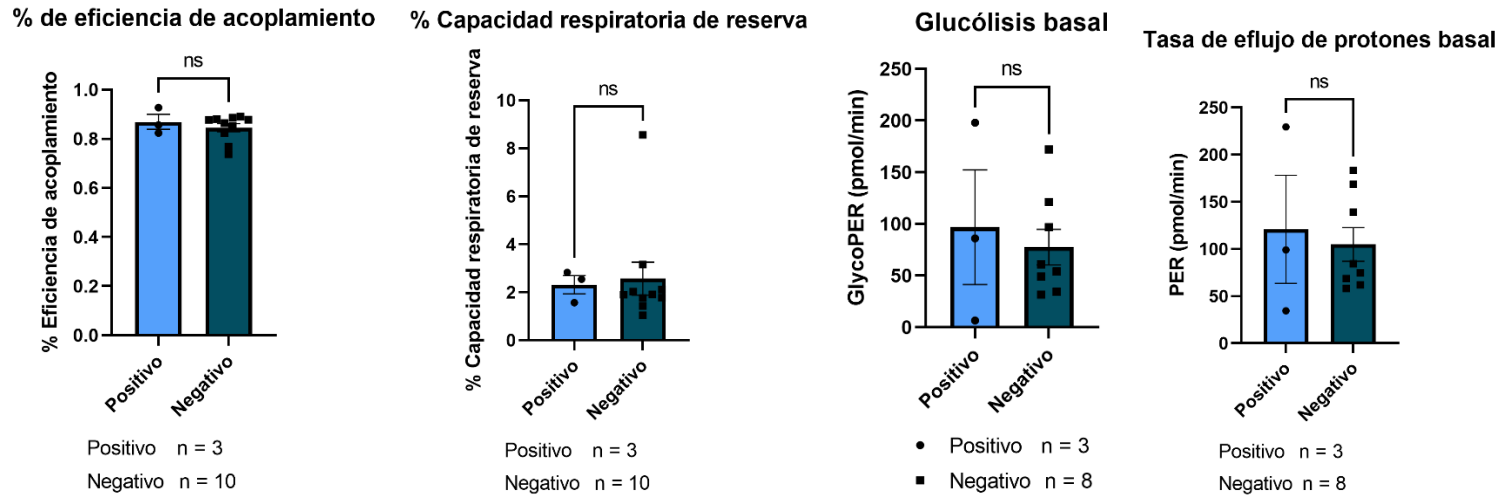 % de eficiencia de acoplamiento
ns
% Eficiencia de acoplamiento
1.0
0.8
0.6
0.4
0.2
0.0
Positivo
Negativo
Positivo n = 3
Negativo n = 10
% Capacidad respiratoria de reserva
ns
% Capacidad respiratoria de reserva
10
8
6
4
2
0
Positivo
Negativo
Positivo n = 3
Negativo n = 10
Glucólisis basal
ns
GlycoPER (pmol/min)
250
200
150
100
50
0
Positivo
Negativo
Positivo n = 3
Negativo n = 8
Tasa de eflujo de protones basal
ns
PER (pmol/min)
250
200
150
100
50
0
Positivo
Negativo
Positivo n = 3
Negativo n = 8